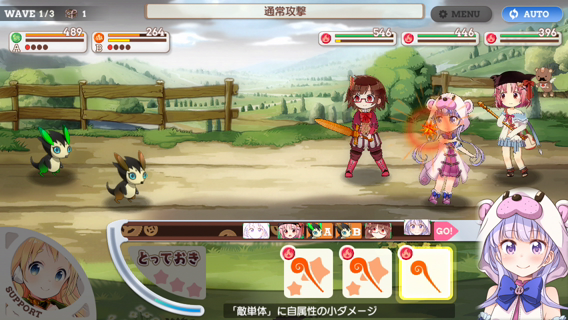 WAVE 1/3 1
通常攻撃
MENU
AUTO
489
264
546
446
396
A
B
A B GO!
とっておき
SUPPORT
「敵単体」に自属性の小ダメージ